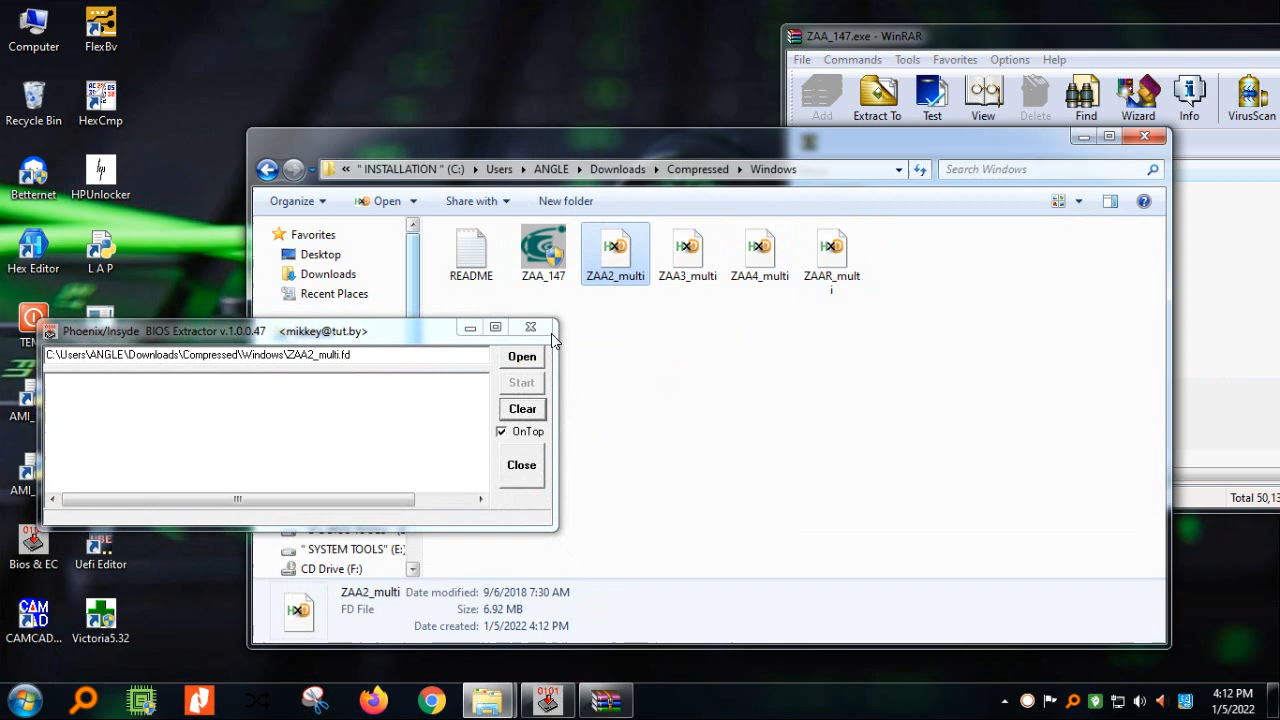 Computer
FlexBv
Recycle Bin
HexCmp
Betternet
HPUnlocker
Hex Editor
L A P
AMI_
AMI_
Bios & EC
Uefi Editor
CAMCAD...
Victoria5.32
ZAA_147.exe - WinRAR
File Commands Tools Favorites Options Help
Add Extract To Test View Delete Find Wizard Info VirusScan
Total 50,13
« " INSTALLATION " (C:) Users ANGLE Downloads Compressed Windows
Search Windows
Organize Open Share with New folder
Favorites
Desktop
Downloads
Recent Places
README
ZAA_147
ZAA2_multi
ZAA3_multi
ZAA4_multi
ZAAR_mult
i
Phoenix/Insyde BIOS Extractor v.1.0.0.47 <mikkey@tut.by>
C:\Users\ANGLE\Downloads\Compressed\Windows\ZAA2_multi.fd
Open
Start
Clear
OnTop
Close
" SYSTEM TOOLS" (E:)
CD Drive (F:)
ZAA2_multi Date modified: 9/6/2018 7:30 AM
FD File Size: 6.92 MB
Date created: 1/5/2022 4:12 PM
4:12 PM
1/5/2022